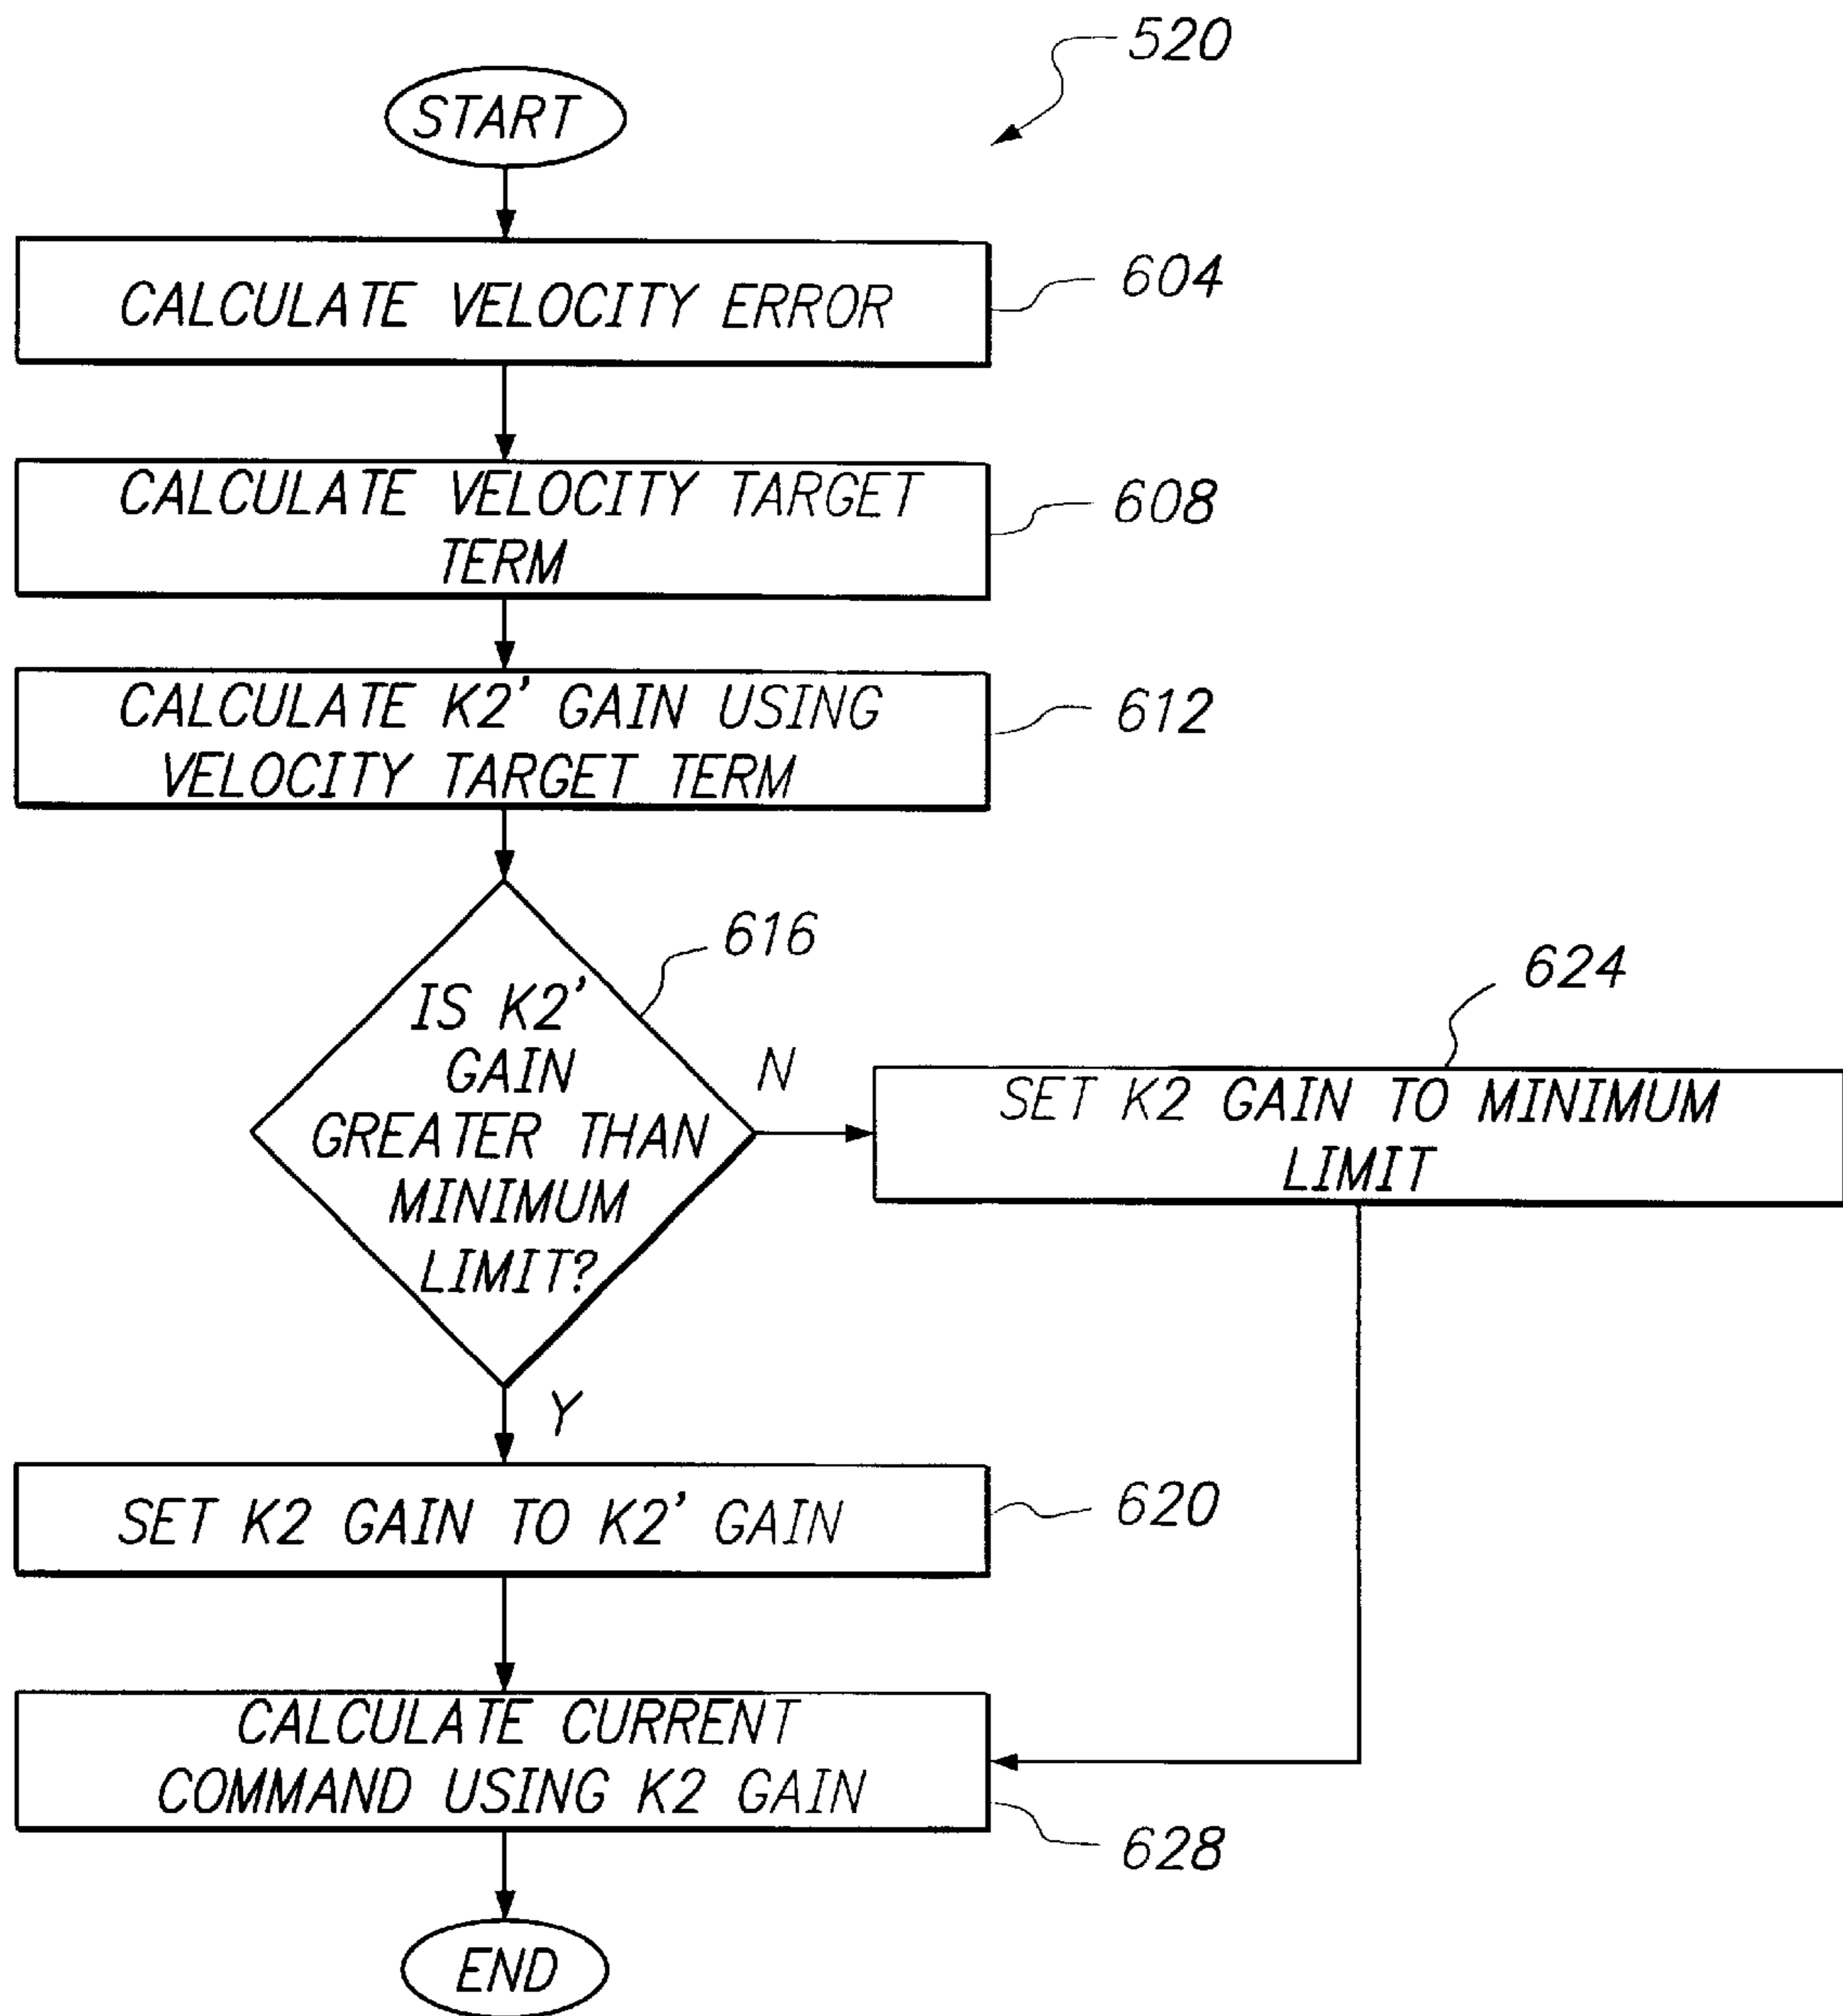 520
START
CALCULATE VELOCITY ERROR
604
CALCULATE VELOCITY TARGET
TERM
608
CALCULATE K2' GAIN USING
VELOCITY TARGET TERM
612
616
IS K2'
GAIN
GREATER THAN
MINIMUM
LIMIT?
N
624
SET K2 GAIN TO MINIMUM
LIMIT
Y
SET K2 GAIN TO K2' GAIN
620
CALCULATE CURRENT
COMMAND USING K2 GAIN
628
END